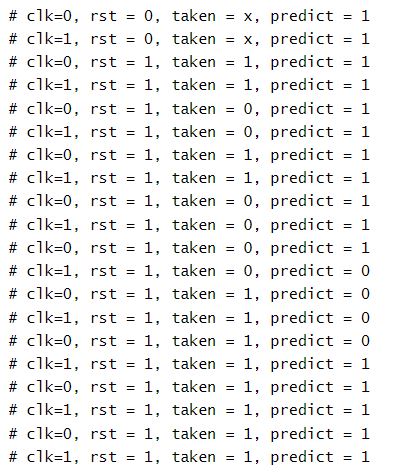 # clk=0, rst = 0, taken = x, predict = 1
# clk=1, rst = 0, taken = x, predict = 1
# clk=0, rst = 1, taken = 1, predict = 1
# clk=1, rst = 1, taken = 1, predict = 1
# clk=0, rst = 1, taken = 0, predict = 1
# clk=1, rst = 1, taken = 0, predict = 1
# clk=0, rst = 1, taken = 1, predict = 1
# clk=1, rst = 1, taken = 1, predict = 1
# clk=0, rst = 1, taken = 0, predict = 1
# clk=1, rst = 1, taken = 0, predict = 1
# clk=0, rst = 1, taken = 0, predict = 1
# clk=1, rst = 1, taken = 0, predict = 0
# clk=0, rst = 1, taken = 1, predict = 0
# clk=1, rst = 1, taken = 1, predict = 0
# clk=0, rst = 1, taken = 1, predict = 0
# clk=1, rst = 1, taken = 1, predict = 1
# clk=0, rst = 1, taken = 1, predict = 1
# clk=1, rst = 1, taken = 1, predict = 1
# clk=0, rst = 1, taken = 1, predict = 1
# clk=1, rst = 1, taken = 1, predict = 1